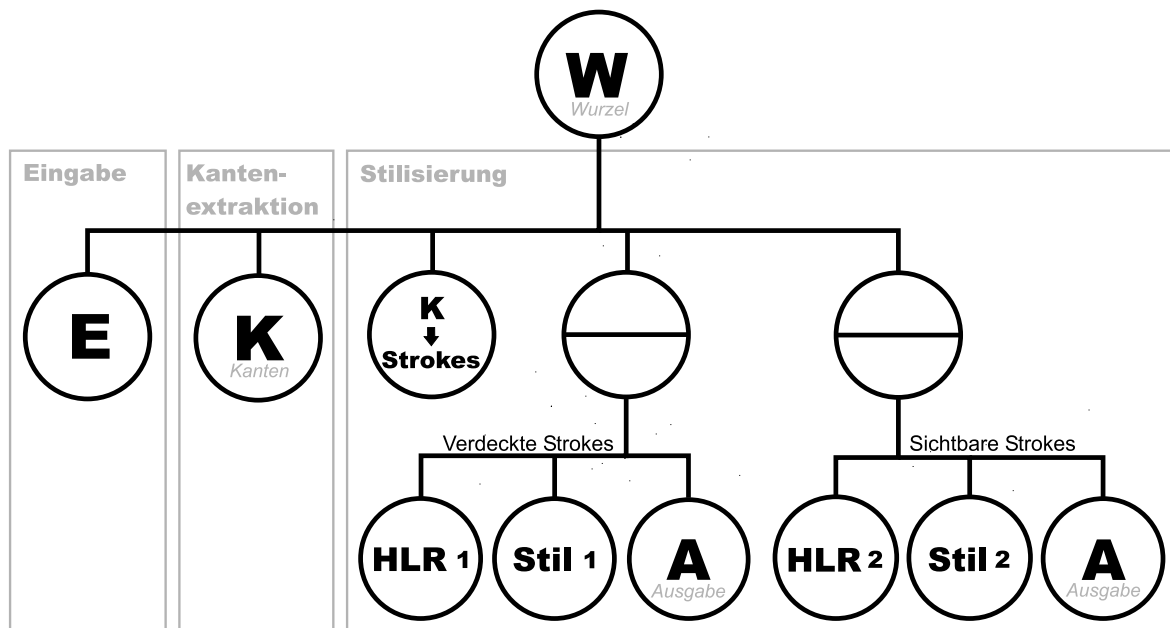 W
Wurzel
Eingabe
Kanten-
extraktion
Stilisierung
E
K
Kanten
K
Strokes
Verdeckte Strokes
Sichtbare Strokes
HLR 1
Stil 1
A
Ausgabe
HLR 2
Stil 2
A
Ausgabe